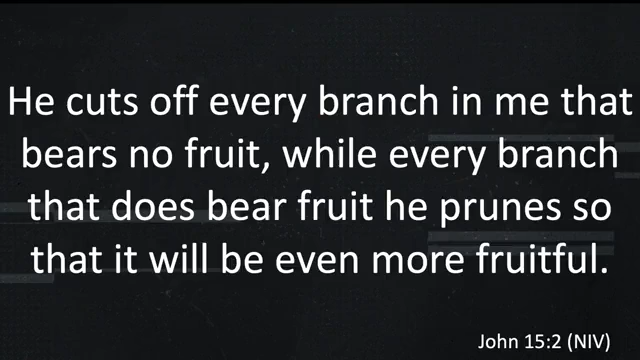 He cuts off every branch in me that
bears no fruit, while every branch
that does bear fruit he prunes so
that it will be even more fruitful.
John 15:2 (NIV)